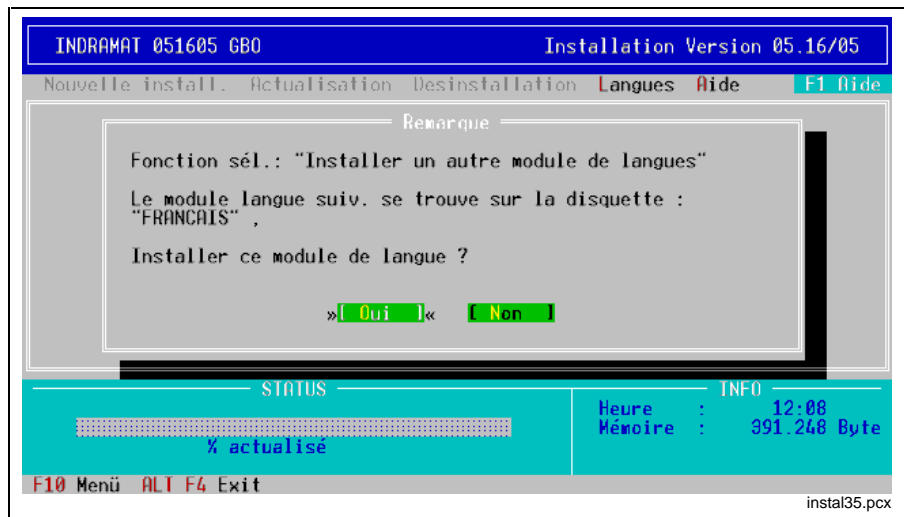 INDRAMAT 051605 GBO Installation Version 05.16/05
Nouvelle install. Actualisation Desinstallation Langues Aide F1 Aide
Remarque
Fonction sél.: "Installer un autre module de langues"
Le module langue suiv. se trouve sur la disquette :
"FRANCAIS" ,
Installer ce module de langue ?
»[ Oui ]« [ Non ]
STATUS INFO
Heure : 12:08
Mémoire : 391.248 Byte
% actualisé
F10 Menü ALT F4 Exit
instal35.pcx